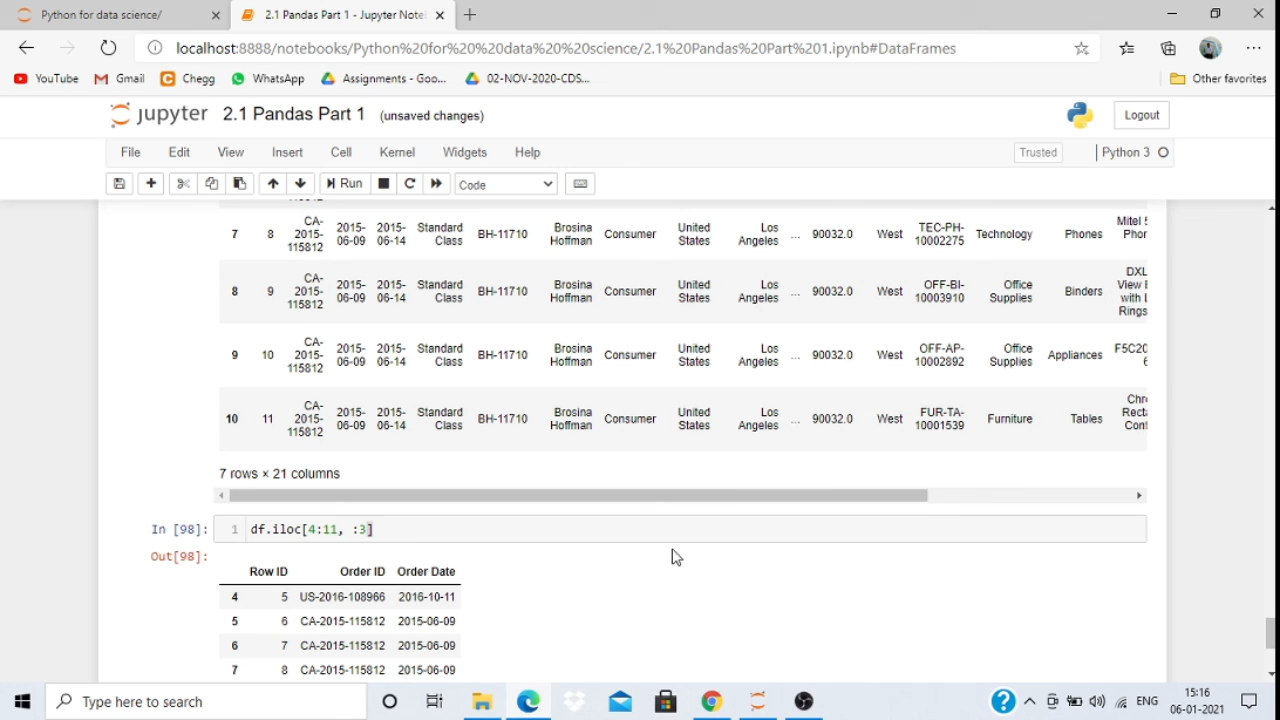 Python for data science/
2.1 Pandas Part 1 - Jupyter Note
localhost:8888/notebooks/Python%20for%20%20data%20%20science/2.1%20Pandas%20Part%201.ipynb#DataFrames
YouTube Gmail Chegg WhatsApp Assignments - Goo... 02-NOV-2020-CDS... Other favorites
jupyter 2.1 Pandas Part 1 (unsaved changes) Logout
File Edit View Insert Cell Kernel Widgets Help Trusted Python 3
Run Code
7 8 CA-2015-115812 2015-06-09 2015-06-14 Standard Class BH-11710 Brosina Hoffman Consumer United States Los Angeles ... 90032.0 West TEC-PH-10002275 Technology Phones Mitel 5 Phor
8 9 CA-2015-115812 2015-06-09 2015-06-14 Standard Class BH-11710 Brosina Hoffman Consumer United States Los Angeles ... 90032.0 West OFF-BI-10003910 Office Supplies Binders DXL View with L Rings
9 10 CA-2015-115812 2015-06-09 2015-06-14 Standard Class BH-11710 Brosina Hoffman Consumer United States Los Angeles ... 90032.0 West OFF-AP-10002892 Office Supplies Appliances F5C20
10 11 CA-2015-115812 2015-06-09 2015-06-14 Standard Class BH-11710 Brosina Hoffman Consumer United States Los Angeles ... 90032.0 West FUR-TA-10001539 Furniture Tables Chr Recta Conf
7 rows × 21 columns
In [98]: 1 df.iloc[4:11, :3]
Out[98]:
Row ID Order ID Order Date
4 5 US-2016-108966 2016-10-11
5 6 CA-2015-115812 2015-06-09
6 7 CA-2015-115812 2015-06-09
7 8 CA-2015-115812 2015-06-09
Type here to search
ENG
15:16
06-01-2021